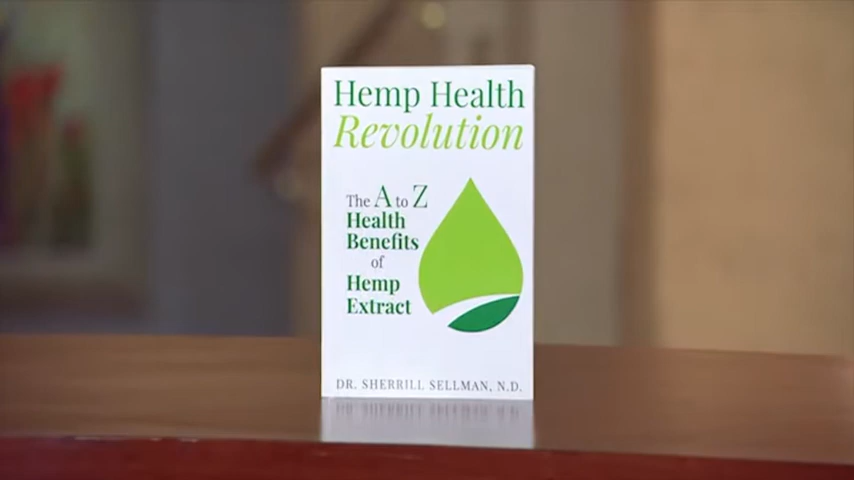 Hemp Health
Revolution
The A to Z
Health
Benefits
of
Hemp
Extract
DR. SHERRILL SELLMAN, N.D.